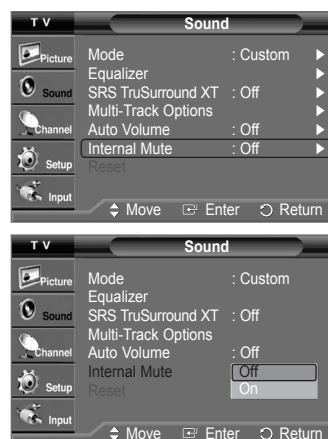 T V
Sound
Picture
Sound
Channel
Setup
Input
Mode : Custom
Equalizer
SRS TruSurround XT : Off
Multi-Track Options
Auto Volume : Off
Internal Mute : Off
Reset
Move Enter Return
T V
Sound
Picture
Sound
Channel
Setup
Input
Mode : Custom
Equalizer
SRS TruSurround XT : Off
Multi-Track Options
Auto Volume : Off
Internal Mute Off
Reset On
Move Enter Return